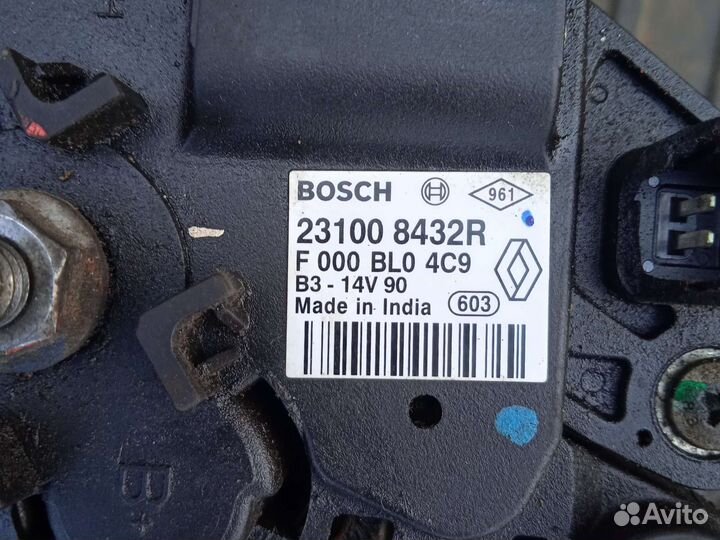 BOSCH
961
23100 8432R
F 000 BL0 4C9
B3 - 14V 90
Made in India 603
B+
Avito